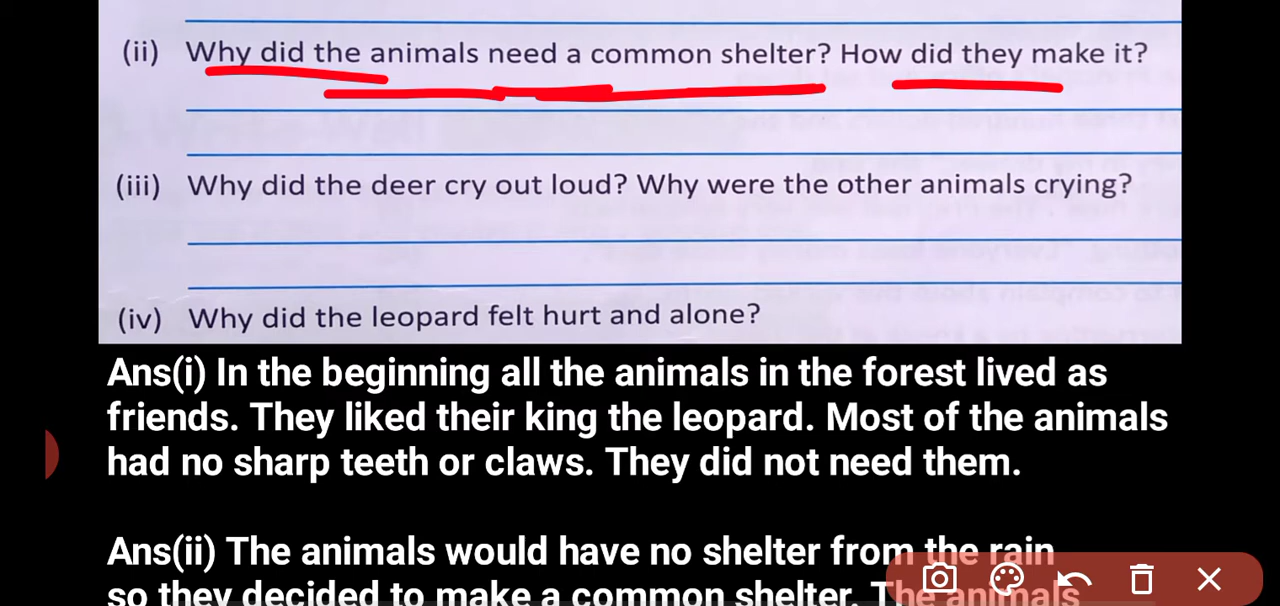 (ii) Why did the animals need a common shelter? How did they make it?
(iii) Why did the deer cry out loud? Why were the other animals crying?
(iv) Why did the leopard felt hurt and alone?
Ans(i) In the beginning all the animals in the forest lived as
friends. They liked their king the leopard. Most of the animals
had no sharp teeth or claws. They did not need them.
Ans(ii) The animals would have no shelter from the rain
so they decided to make a common shelter. The animals